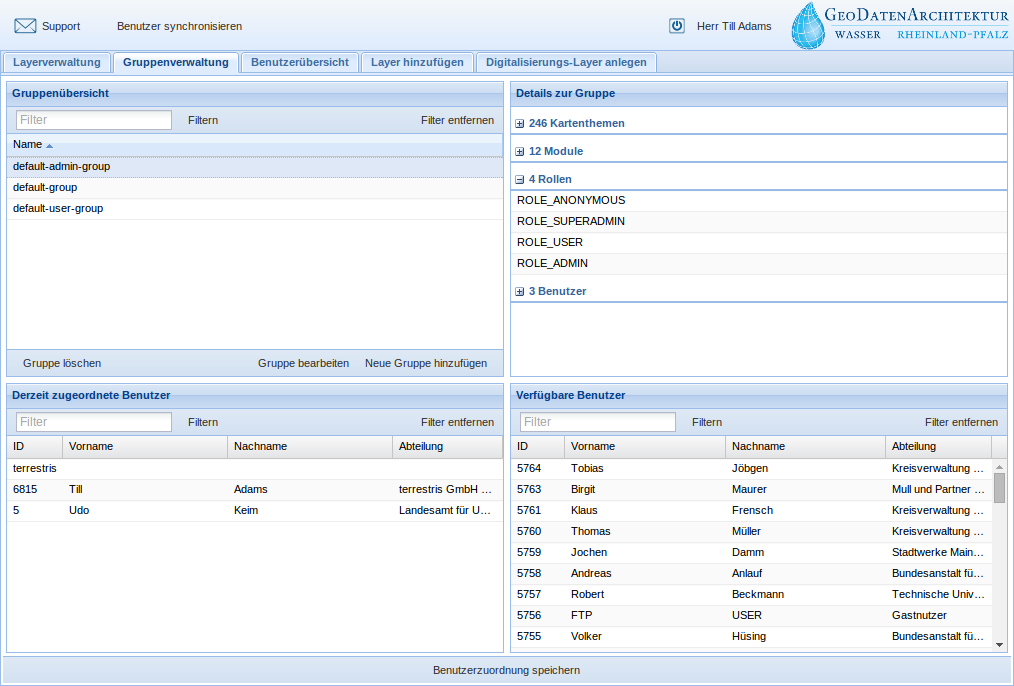 Support Benutzer synchronisieren Herr Till Adams GeoDatenArchitektur
WASSER RHEINLAND-PFALZ
Layerverwaltung Gruppenverwaltung Benutzerübersicht Layer hinzufügen Digitalisierungs-Layer anlegen
Gruppenübersicht
Filter Filtern Filter entfernen
Name
default-admin-group
default-group
default-user-group
Gruppe löschen Gruppe bearbeiten Neue Gruppe hinzufügen
Details zur Gruppe
246 Kartenthemen
12 Module
4 Rollen
ROLE_ANONYMOUS
ROLE_SUPERADMIN
ROLE_USER
ROLE_ADMIN
3 Benutzer
Derzeit zugeordnete Benutzer
Filter Filtern Filter entfernen
ID Vorname Nachname Abteilung
terrestris
6815 Till Adams terrestris GmbH ...
5 Udo Keim Landesamt für U...
Verfügbare Benutzer
Filter Filtern Filter entfernen
ID Vorname Nachname Abteilung
5764 Tobias Jöbgen Kreisverwaltung ...
5763 Birgit Maurer Mull und Partner ...
5761 Klaus Frensch Kreisverwaltung ...
5760 Thomas Müller Kreisverwaltung ...
5759 Jochen Damm Stadtwerke Main...
5758 Andreas Anlauf Bundesanstalt fü...
5757 Robert Beckmann Technische Univ...
5756 FTP USER Gastnutzer
5755 Volker Hüsing Bundesanstalt fü...
Benutzerzuordnung speichern